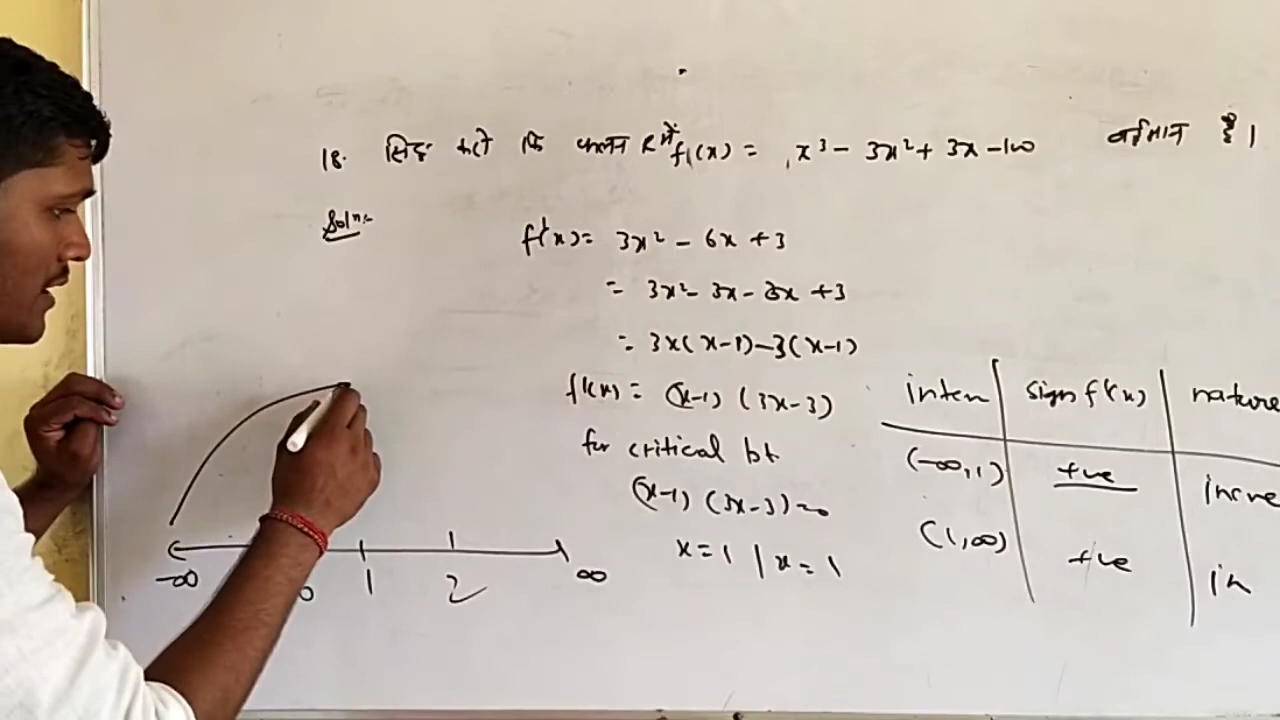 18. सिद्ध करो कि फलन R में f(x) = x³ - 3x² + 3x - 100 वर्धमान है।
Solⁿ:-
f'(x) = 3x² - 6x + 3
= 3x² - 3x - 3x + 3
= 3x(x-1) - 3(x-1)
f'(x) = (x-1) (3x-3)
for critical pt
(x-1) (3x-3) = 0
x = 1 | x = 1
inter sign f'(x) nature
(-∞,1) +ve incre
(1,∞) +ve in
-∞ 0 1 2 ∞